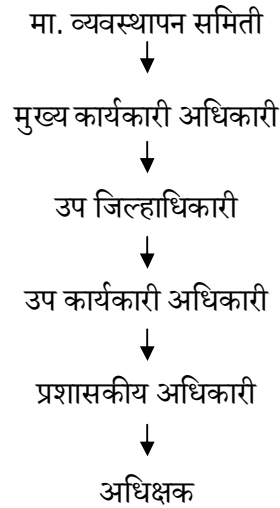 मा. व्यवस्थापन समिती
मुख्य कार्यकारी अधिकारी
उप जिल्हाधिकारी
उप कार्यकारी अधिकारी
प्रशासकीय अधिकारी
अधिक्षक